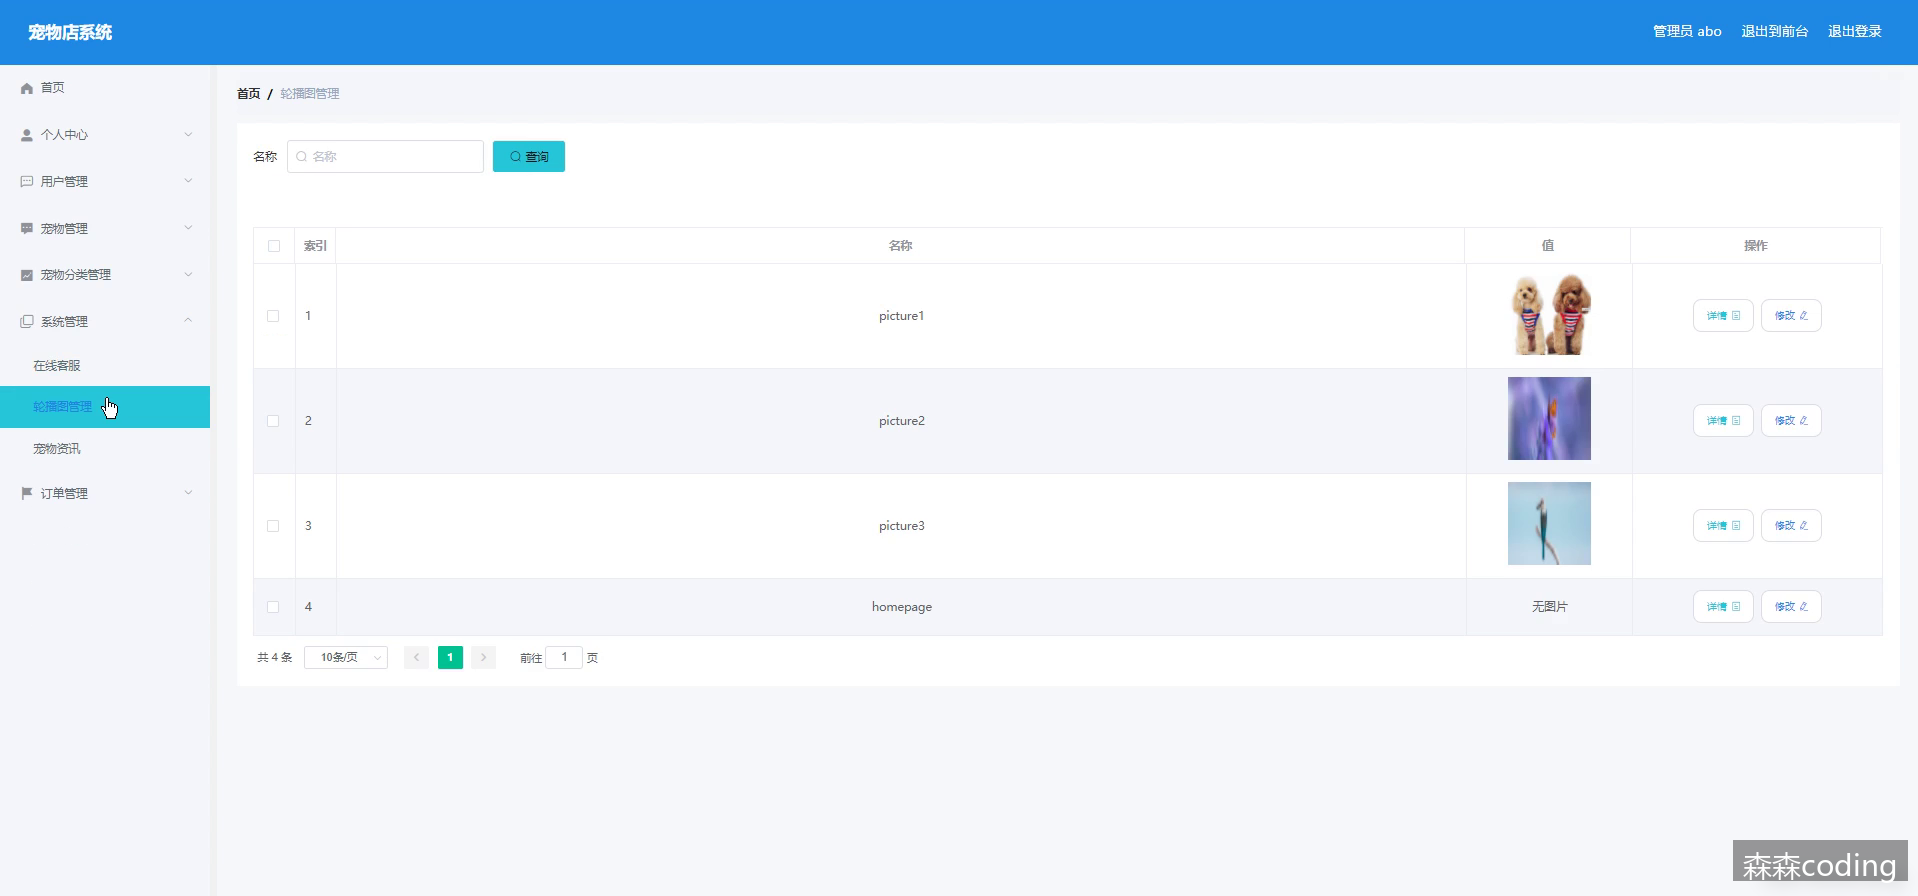 宠物店系统
管理员 abo 退出到前台 退出登录
首页
个人中心
用户管理
宠物管理
宠物分类管理
系统管理
在线客服
轮播图管理
宠物资讯
订单管理
首页 / 轮播图管理
名称 名称 查询
索引 名称 值 操作
1 picture1 详情 修改
2 picture2 详情 修改
3 picture3 详情 修改
4 homepage 无图片 详情 修改
共 4 条 10条/页 1 前往 1 页
森森coding